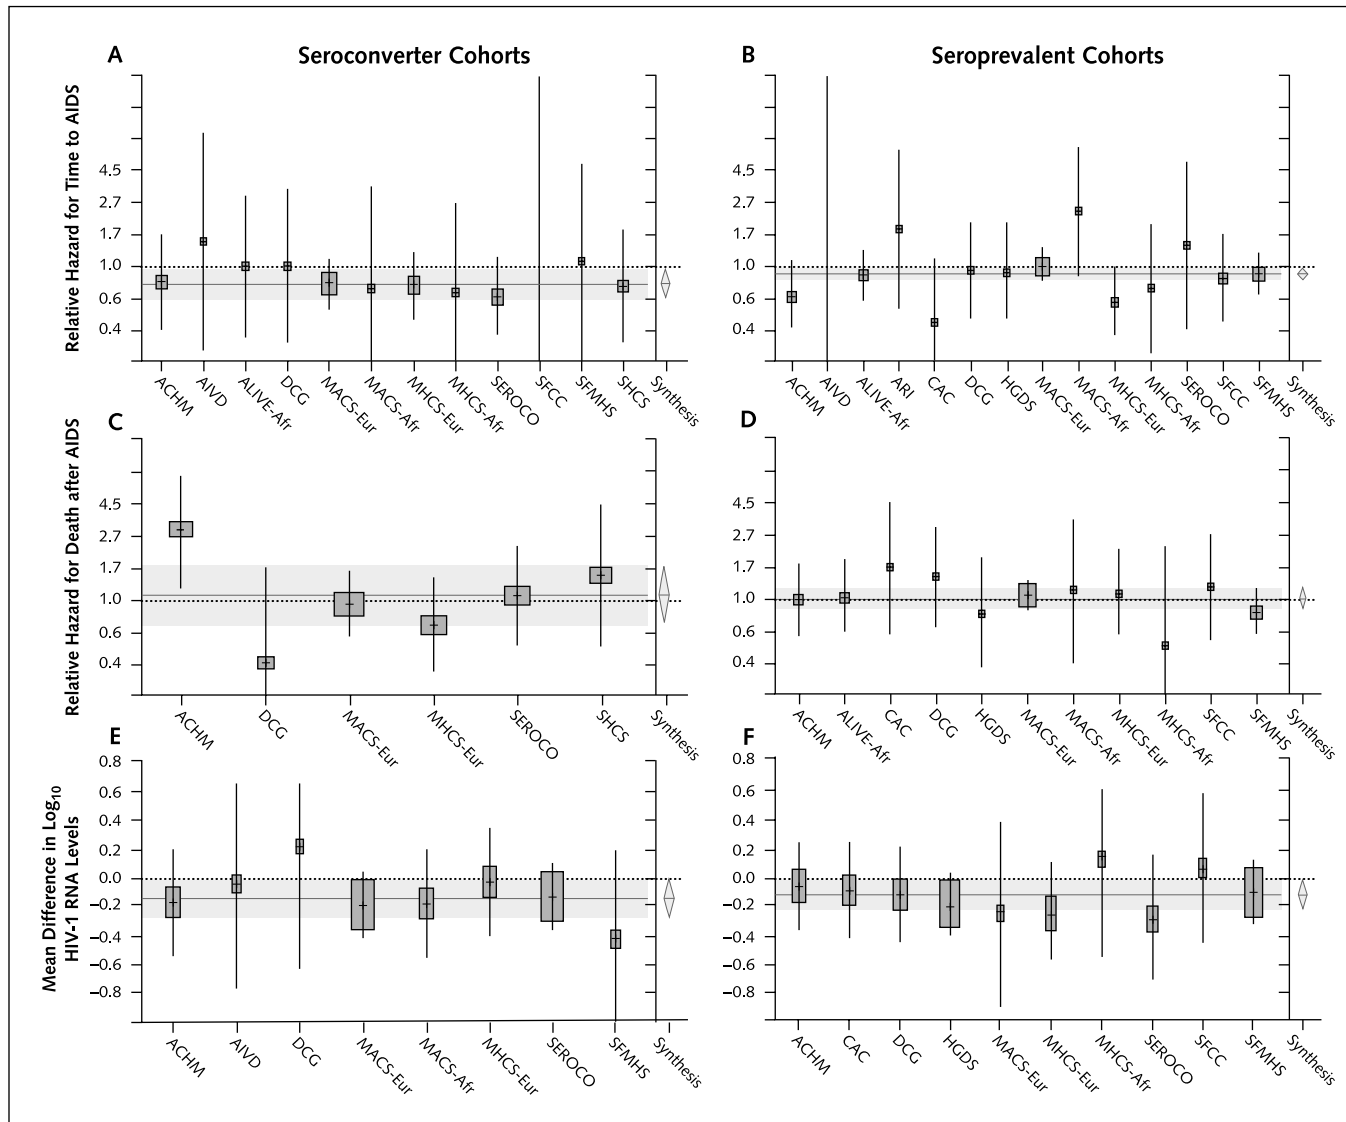 A
Seroconverter Cohorts
B
Seroprevalent Cohorts
Relative Hazard for Time to AIDS
4.5
2.7
1.7
1.0
0.6
0.4
ACHM
AIVD
ALIVE-Afr
DCG
MACS-Eur
MACS-Afr
MHCS-Eur
MHCS-Afr
SEROCO
SFCC
SFMHS
SHCS
Synthesis
4.5
2.7
1.7
1.0
0.6
0.4
ACHM
AIVD
ALIVE-Afr
ARI
CAC
DCG
HGDS
MACS-Eur
MACS-Afr
MHCS-Eur
MHCS-Afr
SEROCO
SFCC
SFMHS
Synthesis
C
Relative Hazard for Death after AIDS
4.5
2.7
1.7
1.0
0.6
0.4
ACHM
DCG
MACS-Eur
MHCS-Eur
SEROCO
SHCS
Synthesis
D
4.5
2.7
1.7
1.0
0.6
0.4
ACHM
ALIVE-Afr
CAC
DCG
HGDS
MACS-Eur
MACS-Afr
MHCS-Eur
MHCS-Afr
SFCC
SFMHS
Synthesis
E
Mean Difference in Log10
HIV-1 RNA Levels
0.8
0.6
0.4
0.2
0.0
−0.2
−0.4
−0.6
−0.8
ACHM
AIVD
DCG
MACS-Eur
MACS-Afr
MHCS-Eur
SEROCO
SFMHS
Synthesis
F
0.8
0.6
0.4
0.2
0.0
−0.2
−0.4
−0.6
−0.8
ACHM
CAC
DCG
HGDS
MACS-Eur
MHCS-Eur
MHCS-Afr
SEROCO
SFCC
SFMHS
Synthesis